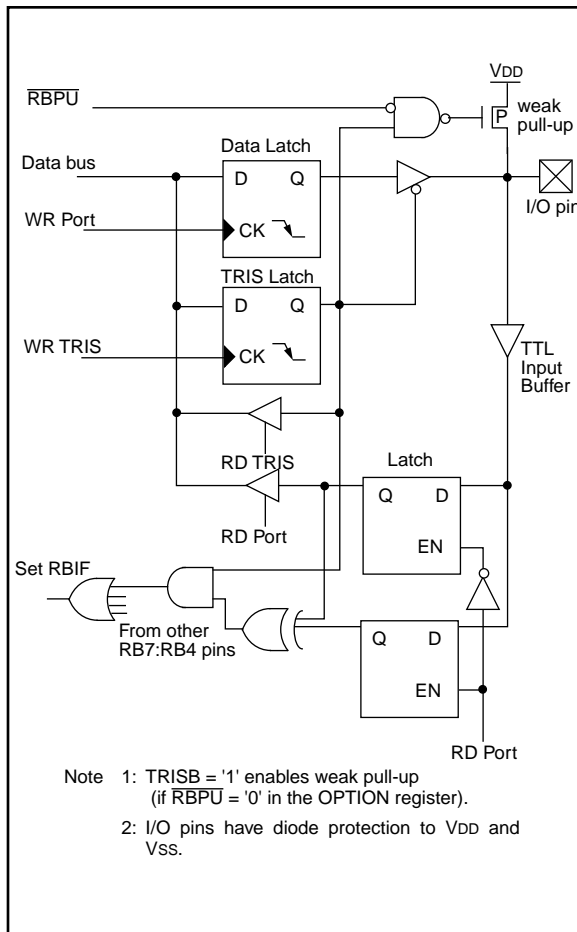 VDD
RBPU
weak
pull-up
P
Data Latch
Data bus
D Q
I/O pin
WR Port
CK
TRIS Latch
D Q
WR TRIS
CK
TTL
Input
Buffer
RD TRIS
Latch
Q D
RD Port
EN
Set RBIF
From other
RB7:RB4 pins
Q D
EN
RD Port
Note 1: TRISB = '1' enables weak pull-up
(if RBPU = '0' in the OPTION register).
2: I/O pins have diode protection to VDD and
VSS.